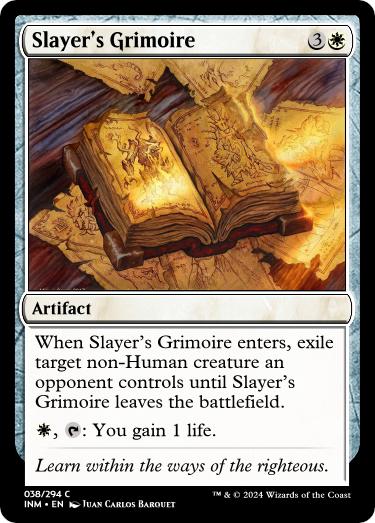 Slayer's Grimoire 3
Artifact
When Slayer's Grimoire enters, exile
target non-Human creature an
opponent controls until Slayer's
Grimoire leaves the battlefield.
, : You gain 1 life.
Learn within the ways of the righteous.
038/294 C
INM • EN Juan Carlos Barquet
™ & © 2024 Wizards of the Coast